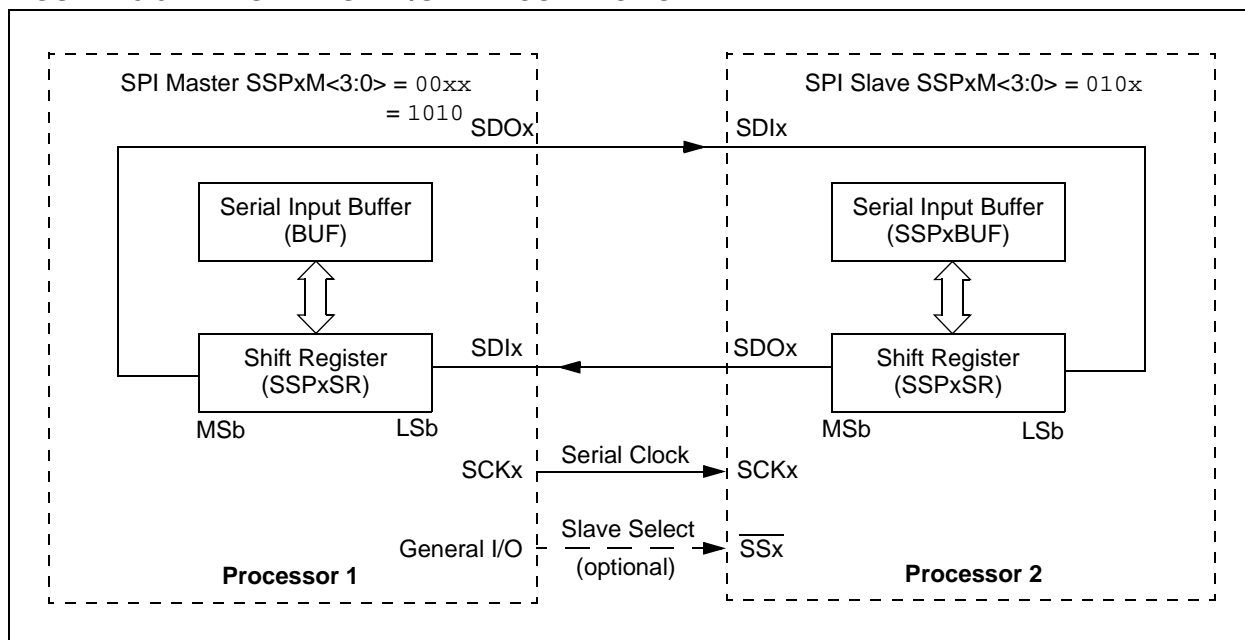 SPI Master SSPxM<3:0> = 00xx
= 1010
SDOx
Serial Input Buffer
(BUF)
Shift Register
(SSPxSR)
MSb
LSb
SDIx
SCKx
General I/O
Processor 1
Serial Clock
Slave Select
(optional)
SPI Slave SSPxM<3:0> = 010x
SDIx
Serial Input Buffer
(SSPxBUF)
SDOx
Shift Register
(SSPxSR)
MSb
LSb
SCKx
SSx
Processor 2